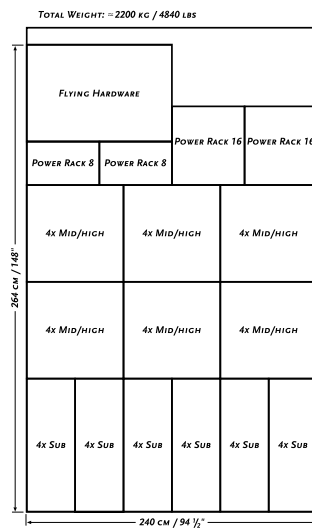 Total Weight: ≈ 2200 kg / 4840 lbs
Flying Hardware
Power Rack 16
Power Rack 16
Power Rack 8
Power Rack 8
4x Mid/high
4x Mid/high
4x Mid/high
4x Mid/high
4x Mid/high
4x Mid/high
264 cm / 148"
4x Sub
4x Sub
4x Sub
4x Sub
4x Sub
4x Sub
240 cm / 94 ½"